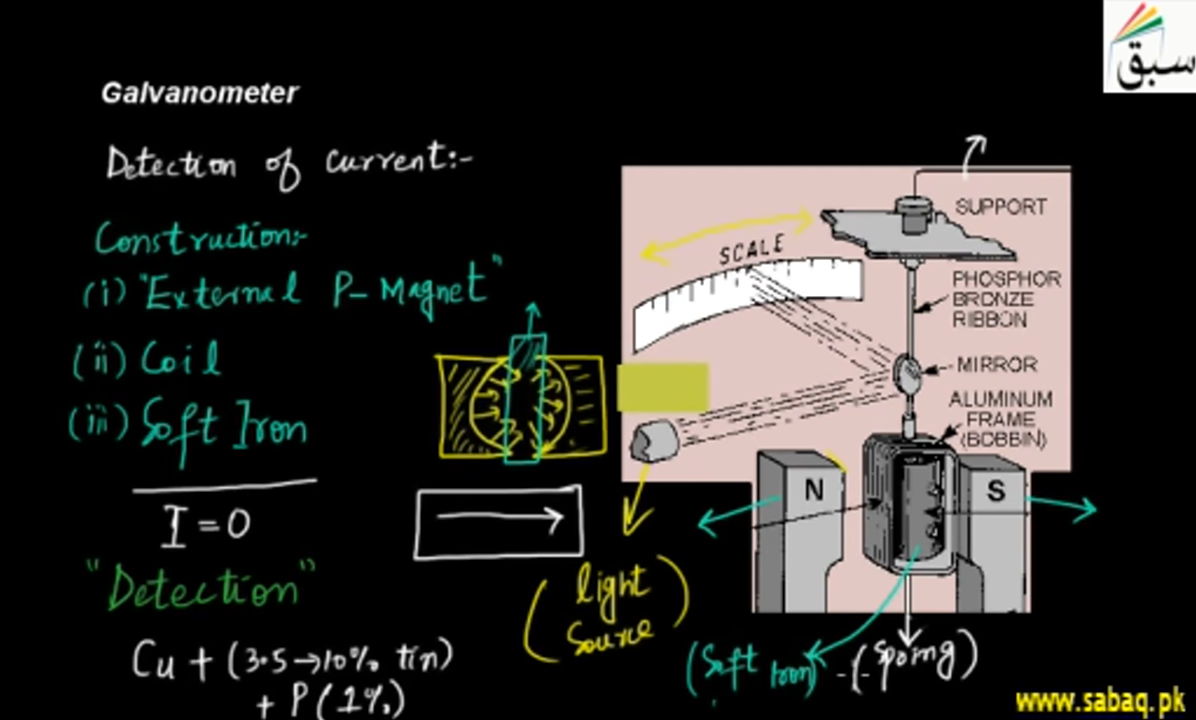 سبق
Galvanometer
Detection of current:-
Construction:-
(i) "External P-Magnet"
(ii) Coil
(iii) Soft Iron
I = 0
"Detection"
Cu + (3.5→10% tin)
+ P (1%)
SCALE
SUPPORT
PHOSPHOR
BRONZE
RIBBON
MIRROR
ALUMINUM
FRAME
(BOBBIN)
N
S
(light
Source)
(Soft Iron)
www.sabaq.pk